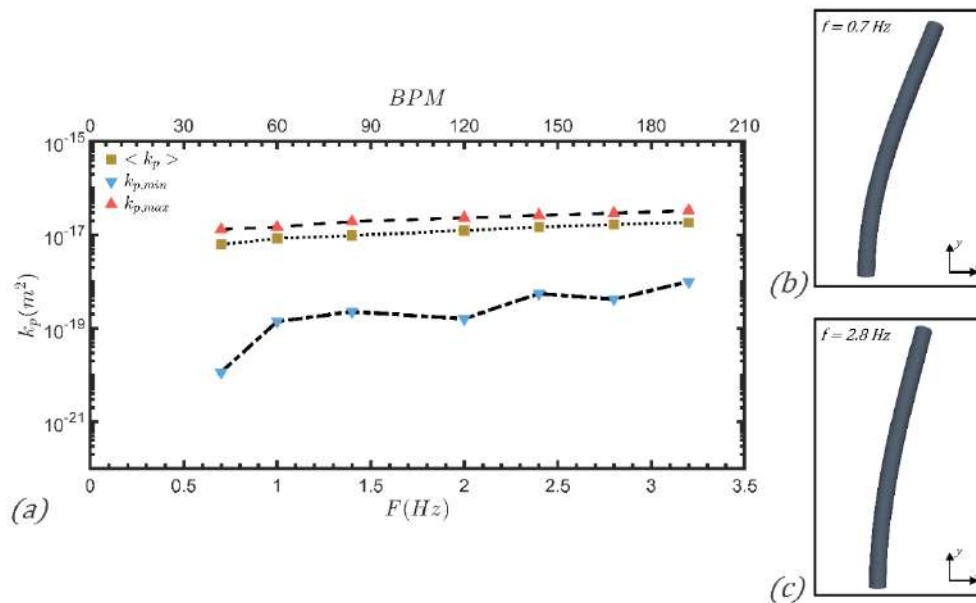 BPM
0 30 60 90 120 150 180 210
10^-15
< k_p >
k_p,min
k_p,max
10^-17
k_p(m^2)
10^-19
10^-21
0 0.5 1 1.5 2 2.5 3 3.5
F(Hz)
(a)
f = 0.7 Hz
y
(b)
f = 2.8 Hz
y
(c)